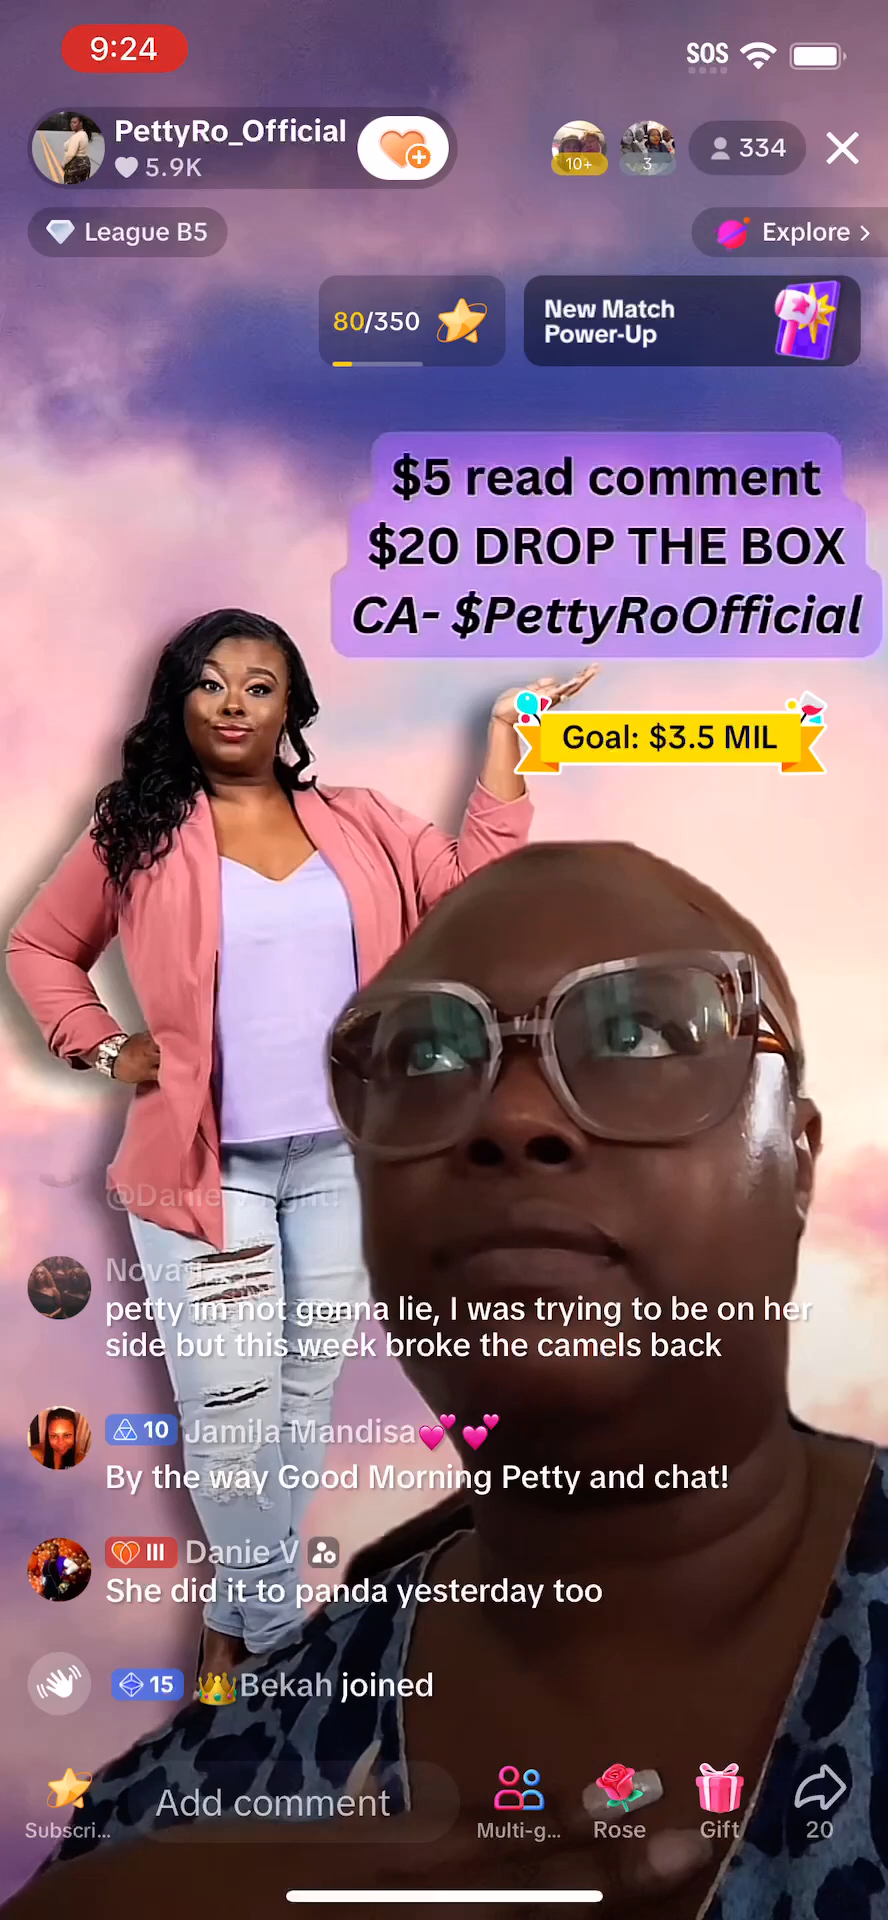 9:24
SOS
PettyRo_Official
5.9K
10+
3
334
League B5
Explore >
80/350
New Match
Power-Up
$5 read comment
$20 DROP THE BOX
CA- $PettyRoOfficial
Goal: $3.5 MIL
petty im not gonna lie, I was trying to be on her
side but this week broke the camels back
10 Jamila Mandisa💕 💕
By the way Good Morning Petty and chat!
III Danie V
She did it to panda yesterday too
15 👑Bekah joined
Add comment
Subscri...
Multi-g...
Rose
Gift
20